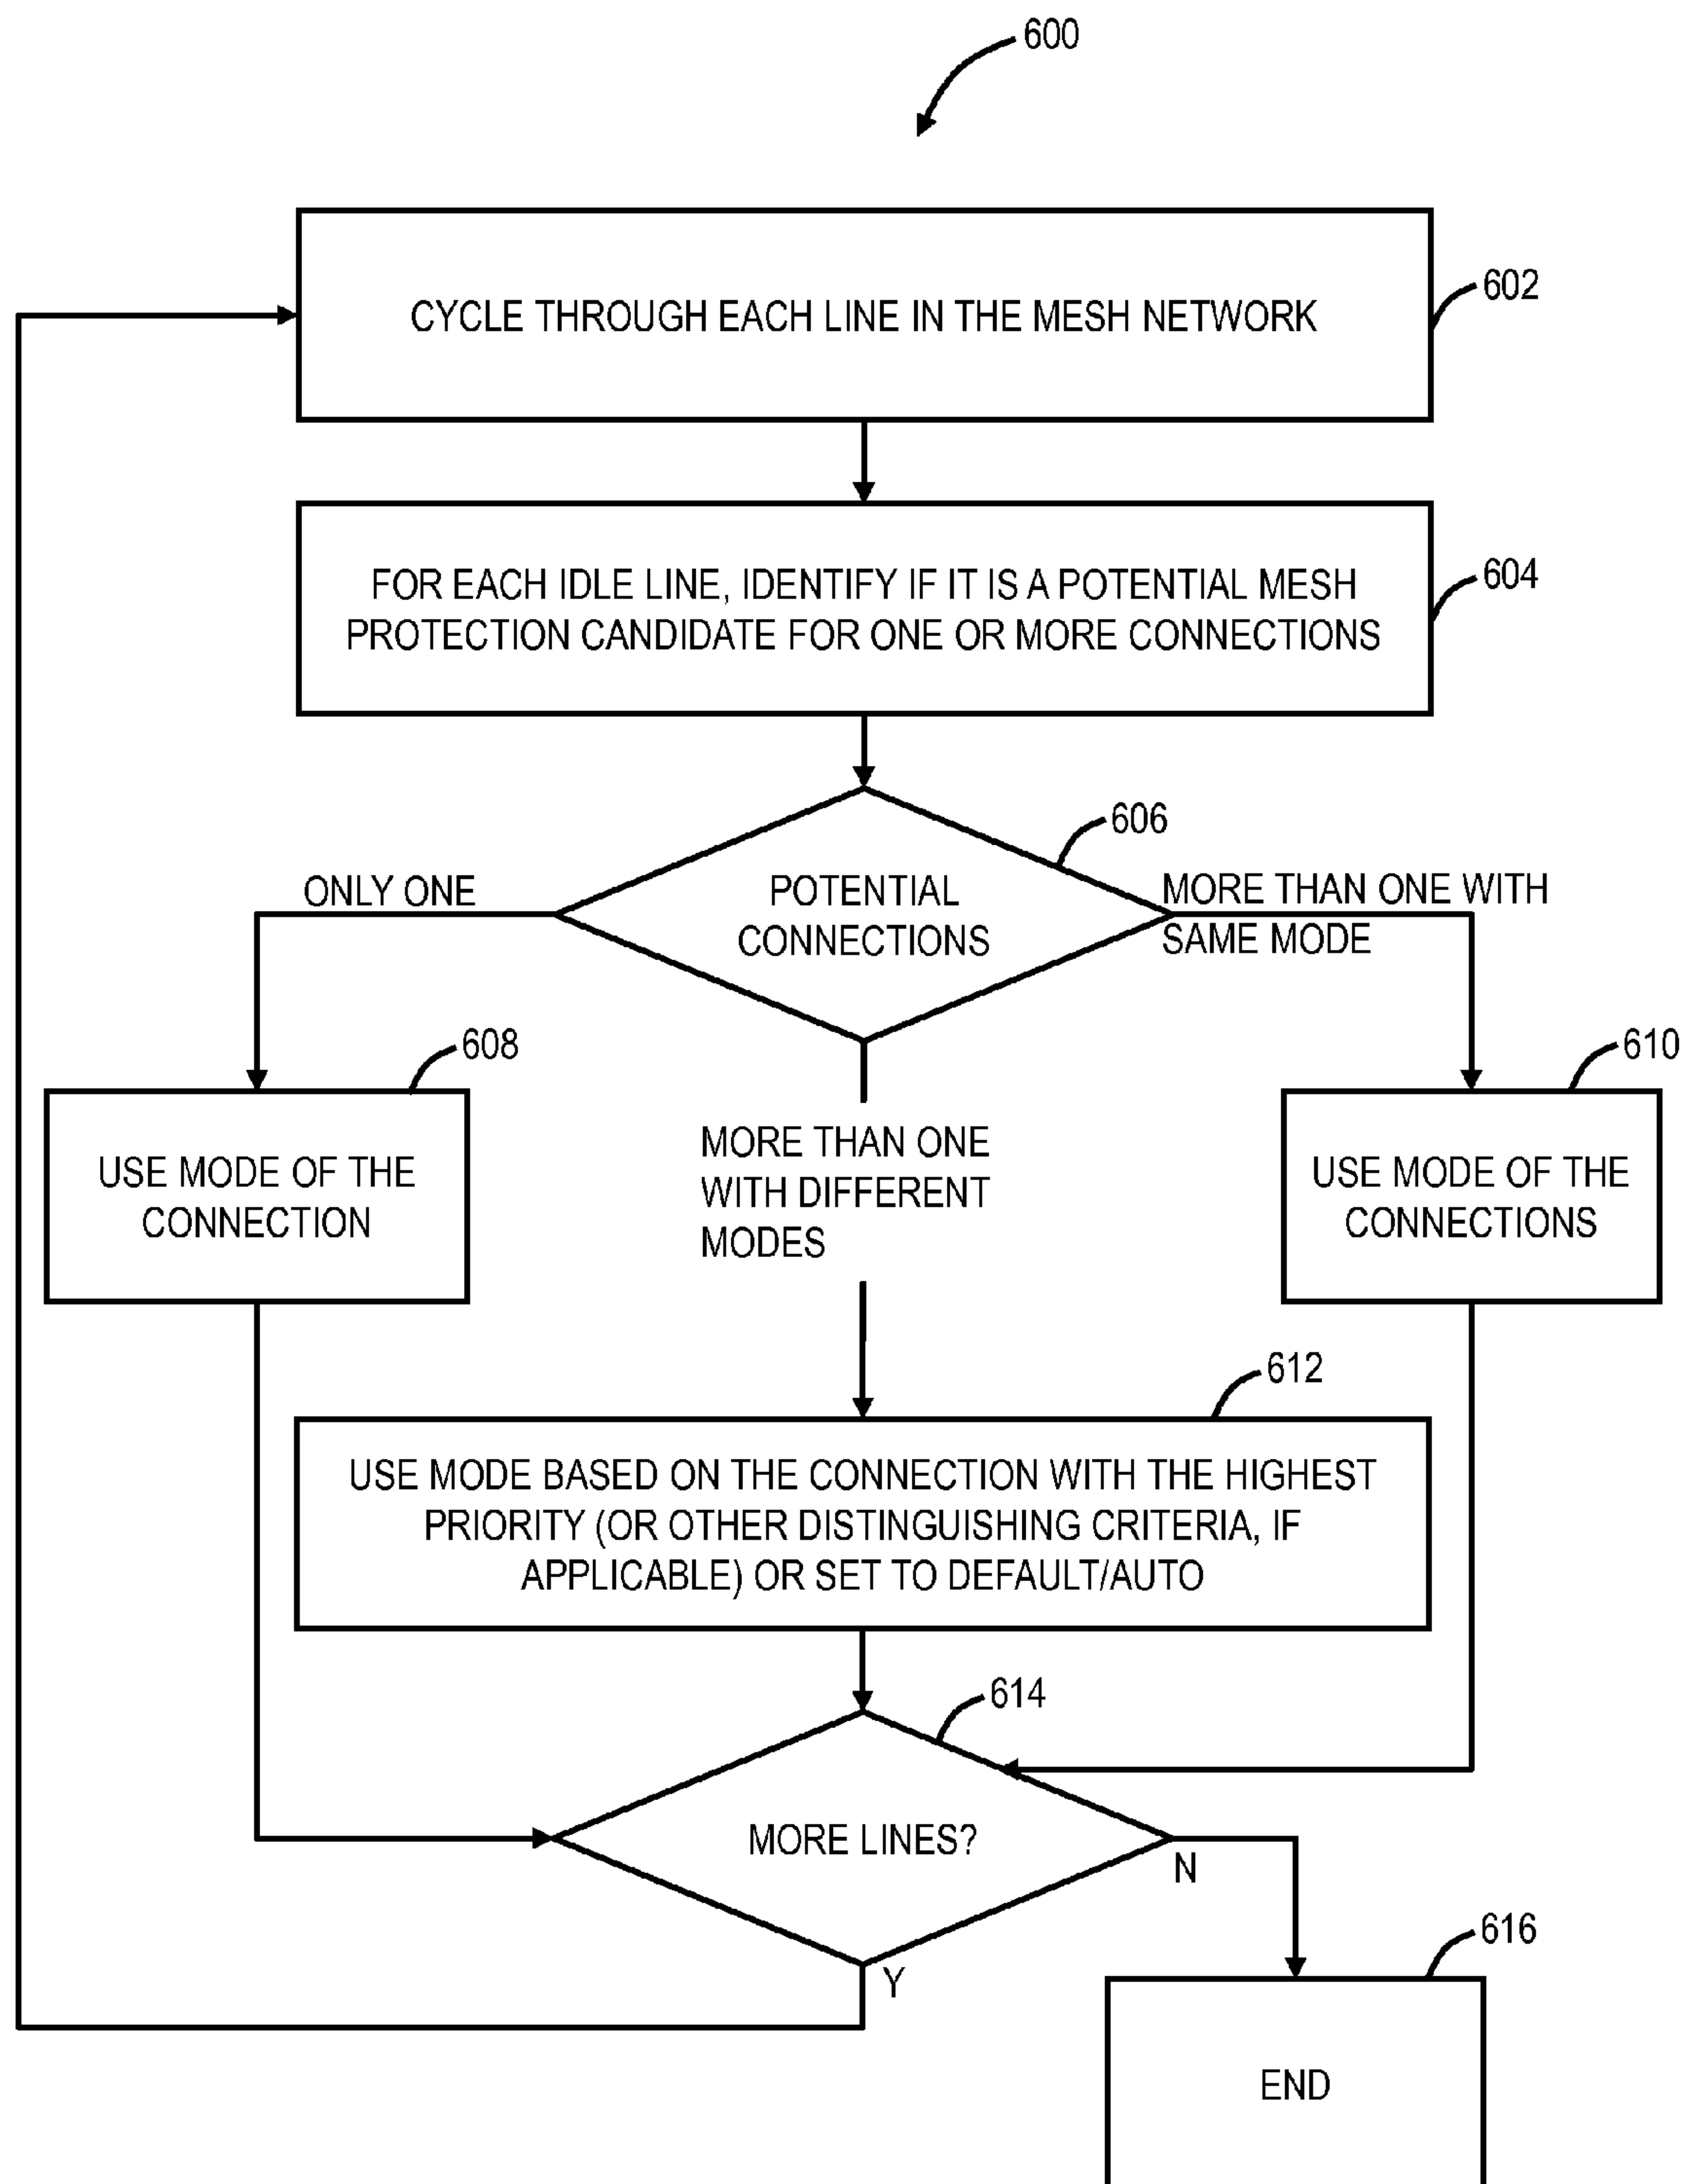 600
CYCLE THROUGH EACH LINE IN THE MESH NETWORK
602
FOR EACH IDLE LINE, IDENTIFY IF IT IS A POTENTIAL MESH
PROTECTION CANDIDATE FOR ONE OR MORE CONNECTIONS
604
606
ONLY ONE
POTENTIAL
CONNECTIONS
MORE THAN ONE WITH
SAME MODE
608
USE MODE OF THE
CONNECTION
MORE THAN ONE
WITH DIFFERENT
MODES
610
USE MODE OF THE
CONNECTIONS
612
USE MODE BASED ON THE CONNECTION WITH THE HIGHEST
PRIORITY (OR OTHER DISTINGUISHING CRITERIA, IF
APPLICABLE) OR SET TO DEFAULT/AUTO
614
MORE LINES?
N
Y
616
END